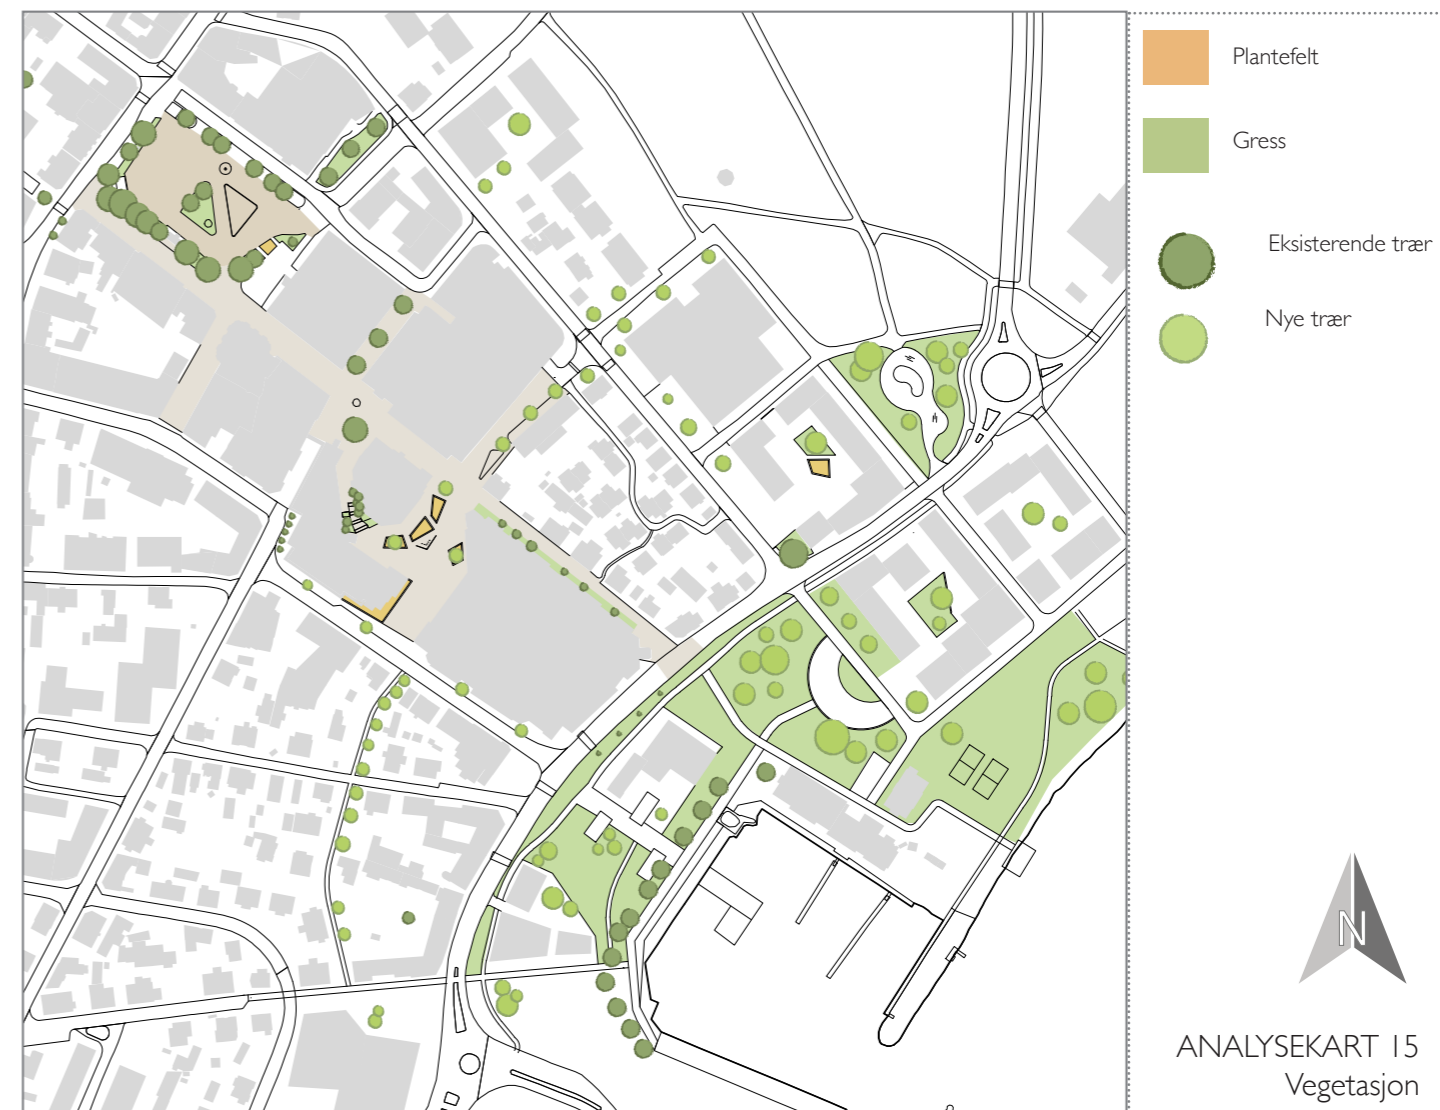 Plantefelt
Gress
Eksisterende trær
Nye trær
N
ANALYSEKART 15
Vegetasjon